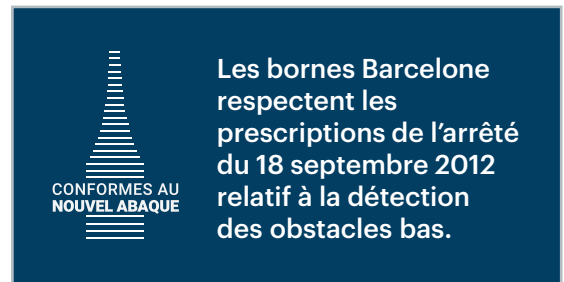 CONFORMES AU
NOUVEL ABAQUE
Les bornes Barcelone
respectent les
prescriptions de l’arrêté
du 18 septembre 2012
relatif à la détection
des obstacles bas.